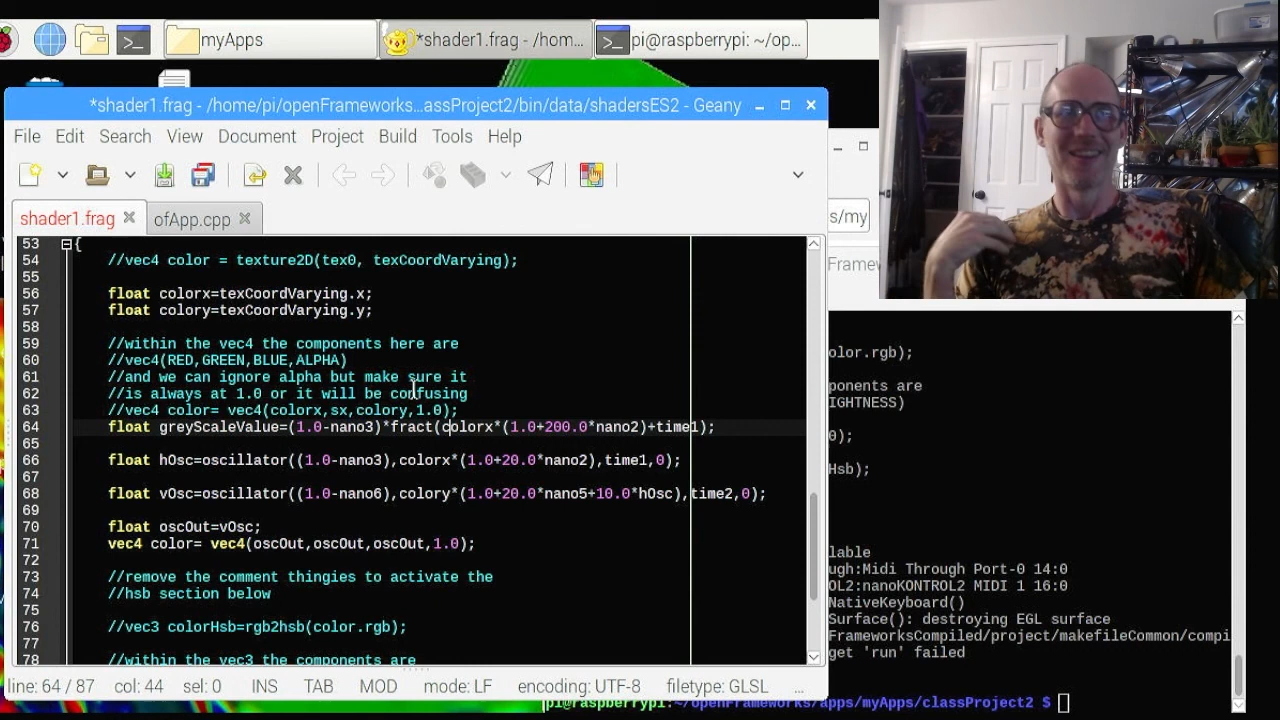 myApps
*shader1.frag - /hom...
pi@raspberrypi: ~/op...
*shader1.frag - /home/pi/openFrameworks...assProject2/bin/data/shadersES2 - Geany
File Edit Search View Document Project Build Tools Help
shader1.frag
ofApp.cpp
s/my
Framew
53 {
54 //vec4 color = texture2D(tex0, texCoordVarying);
55
56 float colorx=texCoordVarying.x;
57 float colory=texCoordVarying.y;
58
59 //within the vec4 the components here are
60 //vec4(RED,GREEN,BLUE,ALPHA)
61 //and we can ignore alpha but make sure it
62 //is always at 1.0 or it will be confusing
63 //vec4 color= vec4(colorx,sx,colory,1.0);
64 float greyScaleValue=(1.0-nano3)*fract(colorx*(1.0+200.0*nano2)+time1);
65
66 float hOsc=oscillator((1.0-nano3),colorx*(1.0+20.0*nano2),time1,0);
67
68 float vOsc=oscillator((1.0-nano6),colory*(1.0+20.0*nano5+10.0*hOsc),time2,0);
69
70 float oscOut=vOsc;
71 vec4 color= vec4(oscOut,oscOut,oscOut,1.0);
72
73 //remove the comment thingies to activate the
74 //hsb section below
75
76 //vec3 colorHsb=rgb2hsb(color.rgb);
77
78 //within the vec3 the components are
line: 64 / 87 col: 44 sel: 0 INS TAB MOD mode: LF encoding: UTF-8 filetype: GLSL ...
olor.rgb);
ponents are
IGHTNESS)
0);
Hsb);
lable
ugh:Midi Through Port-0 14:0
OL2:nanoKONTROL2 MIDI 1 16:0
NativeKeyboard()
Surface(): destroying EGL surface
FrameworksCompiled/project/makefileCommon/compi
get 'run' failed
pi@raspberrypi:~/openFrameworks/apps/myApps/classProject2 $